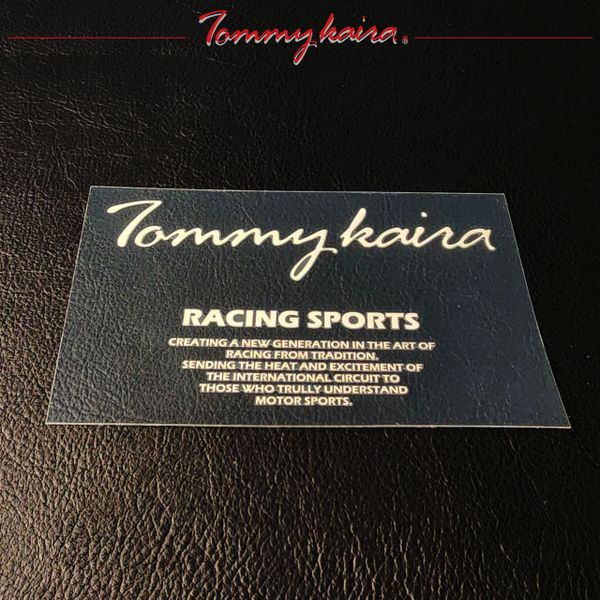 Tommykaira®
Tommykaira
RACING SPORTS
CREATING A NEW GENERATION IN THE ART OF
RACING FROM TRADITION.
SENDING THE HEAT AND EXCITEMENT OF
THE INTERNATIONAL CIRCUIT TO
THOSE WHO TRULLY UNDERSTAND
MOTOR SPORTS.